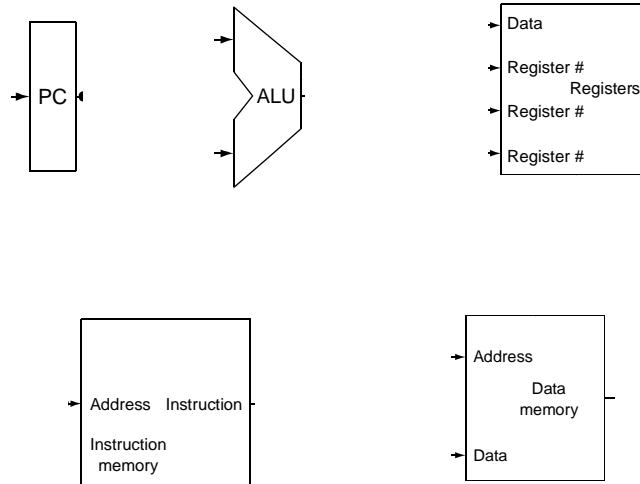 PC
ALU
Data
Register #
Registers
Register #
Register #
Address Instruction
Instruction
memory
Address
Data
memory
Data